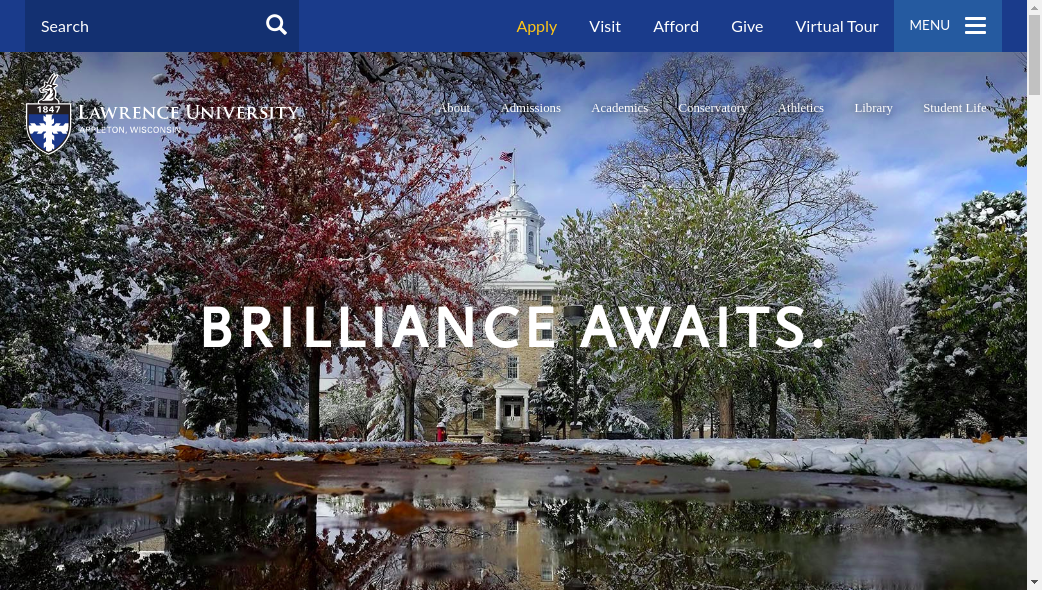 Search
Apply
Visit
Afford
Give
Virtual Tour
MENU
1847
LAWRENCE UNIVERSITY
APPLETON, WISCONSIN
About
Admissions
Academics
Conservatory
Athletics
Library
Student Life
BRILLIANCE AWAITS.